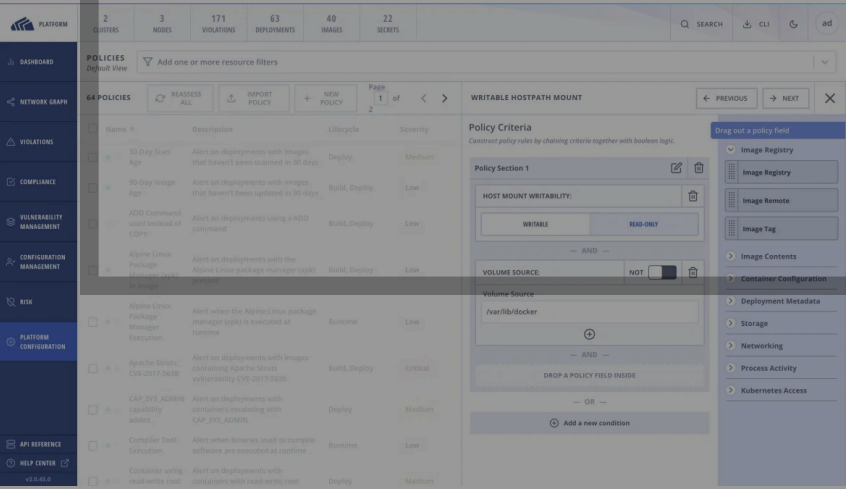 PLATFORM
2 CLUSTERS
3 NODES
171 VIOLATIONS
63 DEPLOYMENTS
40 IMAGES
22 SECRETS
SEARCH
CLI
ad
DASHBOARD
NETWORK GRAPH
VIOLATIONS
COMPLIANCE
VULNERABILITY
MANAGEMENT
CONFIGURATION
MANAGEMENT
RISK
PLATFORM
CONFIGURATION
API REFERENCE
HELP CENTER
POLICIES
Default View
Add one or more resource filters
64 POLICIES
REASSESS
ALL
IMPORT
POLICY
NEW
POLICY
Page
1 of
2
Name
Description
Lifecycle
Severity
30-Day Scan
Age
Alert on deployments with images
that haven't been scanned in 30 days
Deploy
Medium
90-Day Image
Age
Alert on deployments with images
that haven't been updated in 90 days
Build, Deploy
Low
ADD Command
used instead of
COPY
Alert on deployments using a ADD
command
Build, Deploy
Low
Alpine Linux
Package
Manager (apk)
in Image
Alert on deployments with the
Alpine Linux package manager (apk)
present
Build, Deploy
Low
Alpine Linux
Package
Manager
Execution
Alert when the Alpine Linux package
manager (apk) is executed at
runtime
Runtime
Low
Apache Struts:
CVE-2017-5638
Alert on deployments with images
containing Apache Struts
vulnerability CVE-2017-5638
Build, Deploy
Critical
CAP_SYS_ADMIN
capability
added
Alert on deployments with
containers escalating with
CAP_SYS_ADMIN
Deploy
Medium
Compiler Tool
Execution
Alert when binaries used to compile
software are executed at runtime
Runtime
Low
Container using
read-write root
Alert on deployments with
containers with read-write root
Deploy
Medium
WRITABLE HOSTPATH MOUNT
PREVIOUS
NEXT
Policy Criteria
Construct policy rules by chaining criteria together with boolean logic.
Policy Section 1
HOST MOUNT WRITABILITY:
WRITABLE
READ-ONLY
— AND —
VOLUME SOURCE:
NOT
Volume Source
/var/lib/docker
— AND —
DROP A POLICY FIELD INSIDE
— OR —
Add a new condition
Drag out a policy field
Image Registry
Image Registry
Image Remote
Image Tag
Image Contents
Container Configuration
Deployment Metadata
Storage
Networking
Process Activity
Kubernetes Access